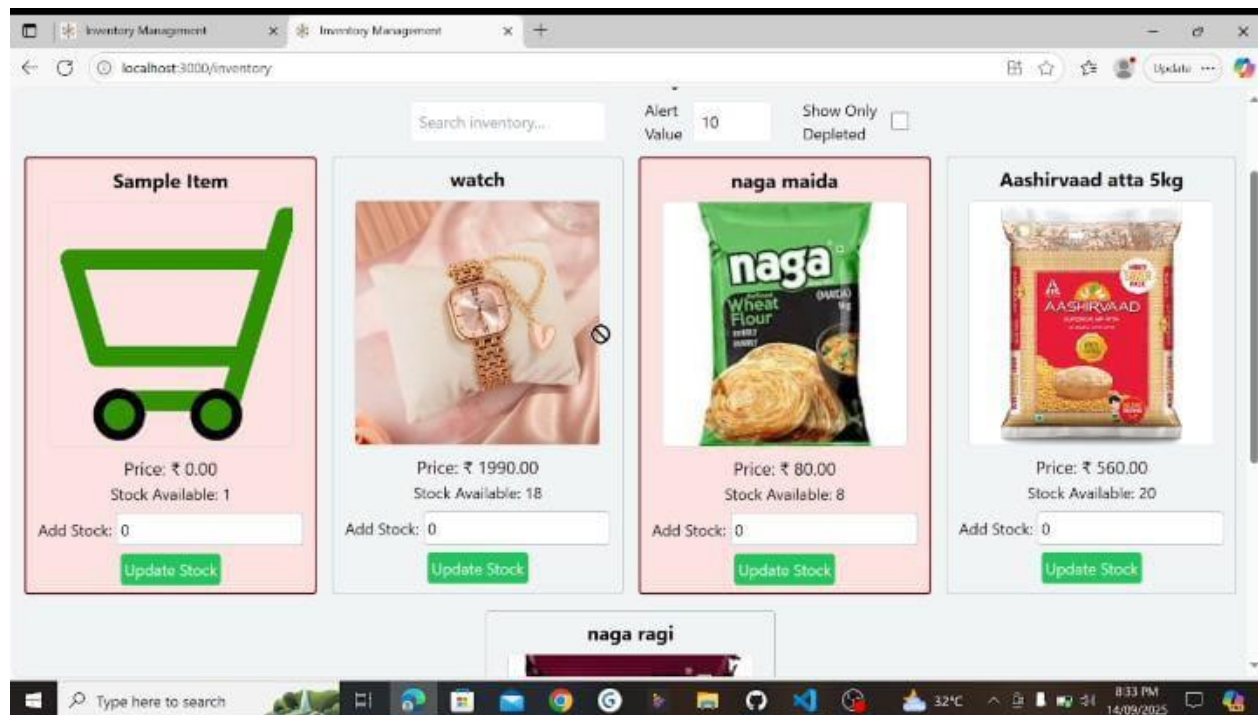 Inventory Management
Inventory Management
localhost:3000/inventory
Update
Search inventory...
Alert Value
10
Show Only Depleted
Sample Item
watch
naga maida
Aashirvaad atta 5kg
naga
Wheat
Flour
(MAIDA)
AASHIRVAAD
Price: ₹ 0.00
Price: ₹ 1990.00
Price: ₹ 80.00
Price: ₹ 560.00
Stock Available: 1
Stock Available: 18
Stock Available: 8
Stock Available: 20
Add Stock: 0
Add Stock: 0
Add Stock: 0
Add Stock: 0
Update Stock
Update Stock
Update Stock
Update Stock
naga ragi
Type here to search
32°C
8:33 PM
14/09/2025